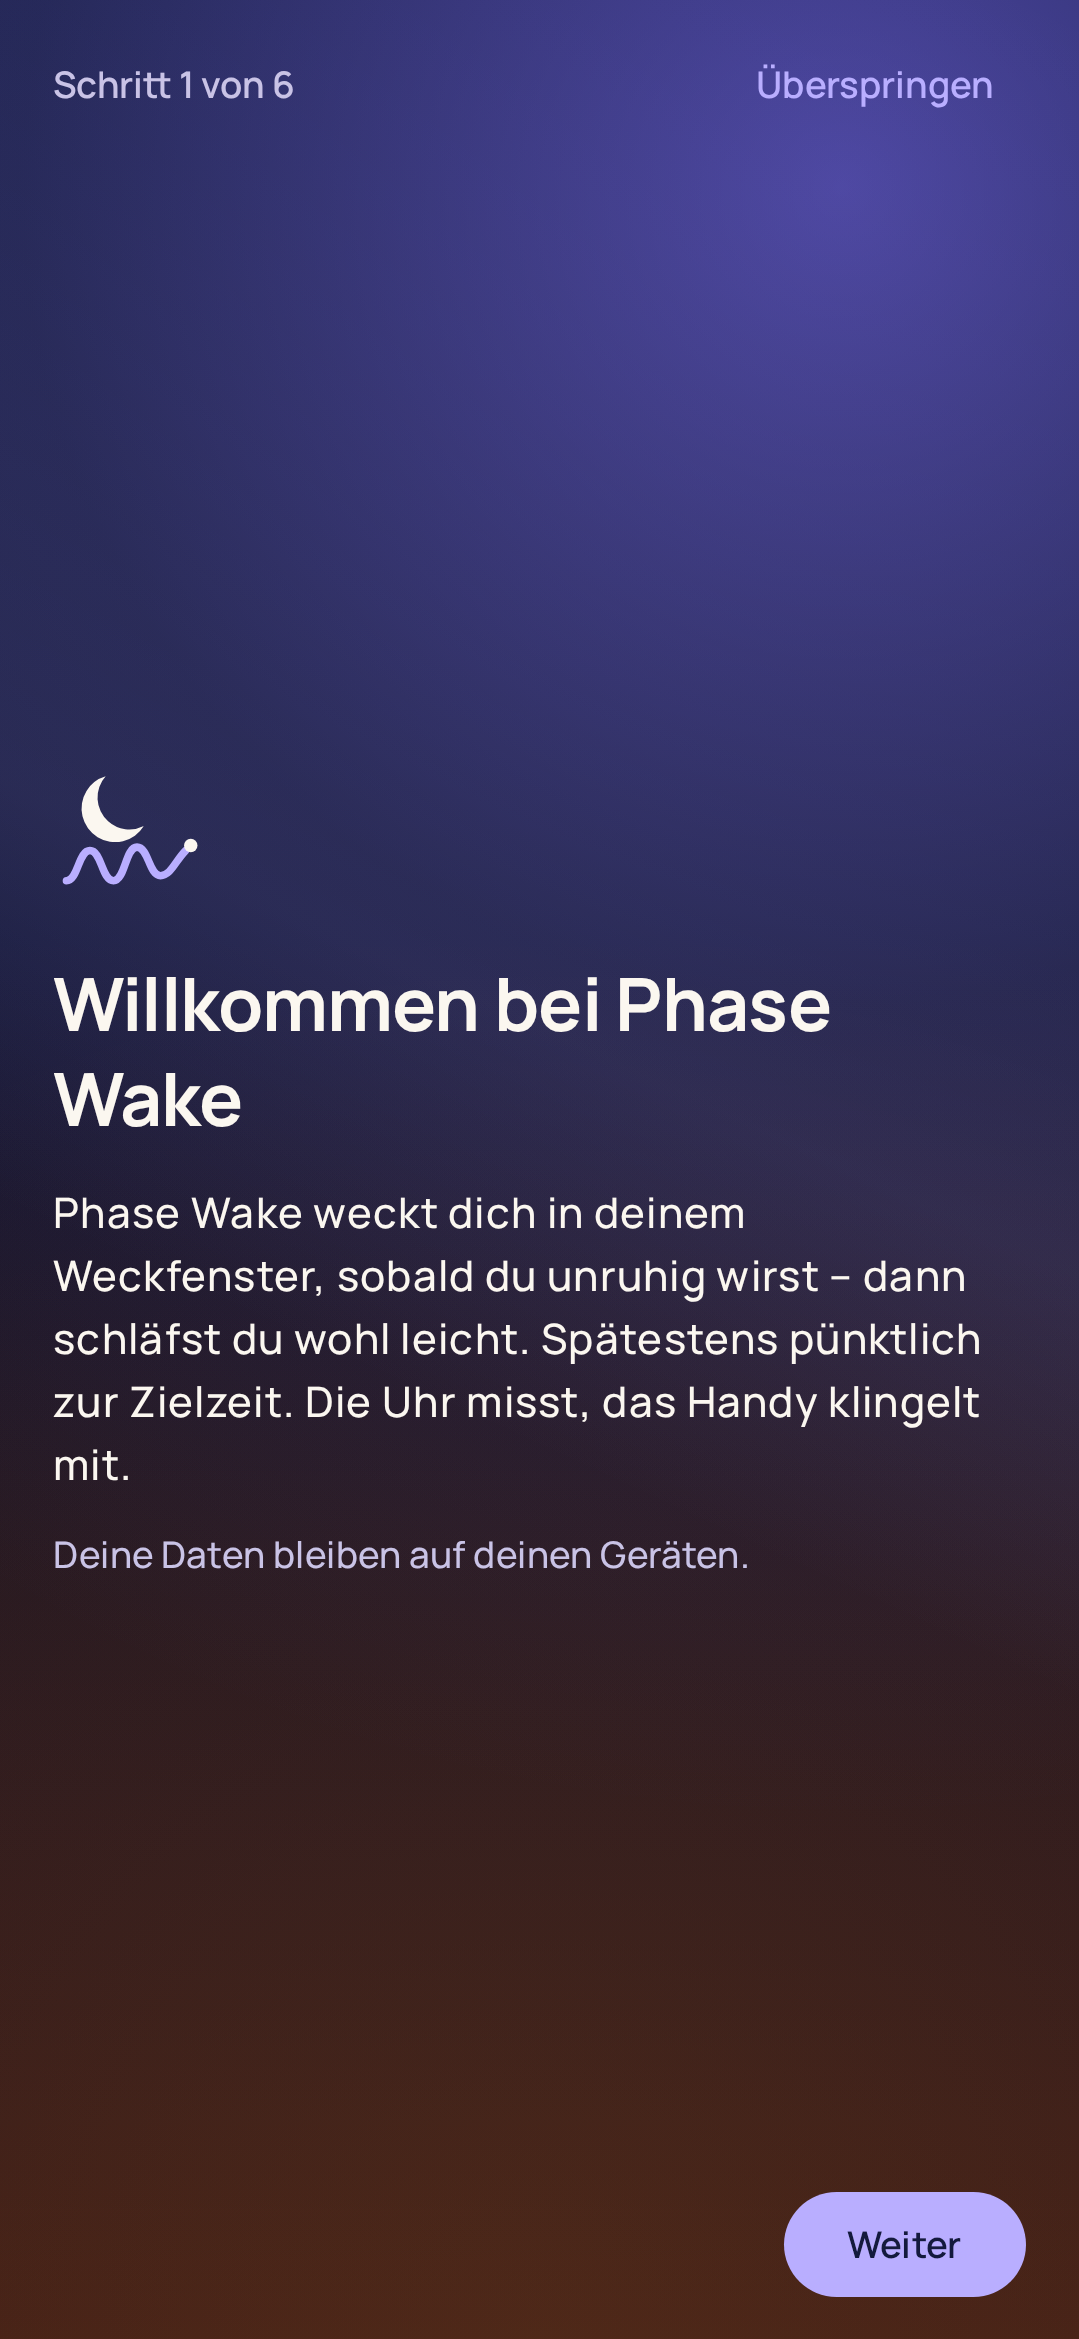 Schritt 1 von 6
Überspringen
Willkommen bei Phase
Wake
Phase Wake weckt dich in deinem
Weckfenster, sobald du unruhig wirst – dann
schläfst du wohl leicht. Spätestens pünktlich
zur Zielzeit. Die Uhr misst, das Handy klingelt
mit.
Deine Daten bleiben auf deinen Geräten.
Weiter